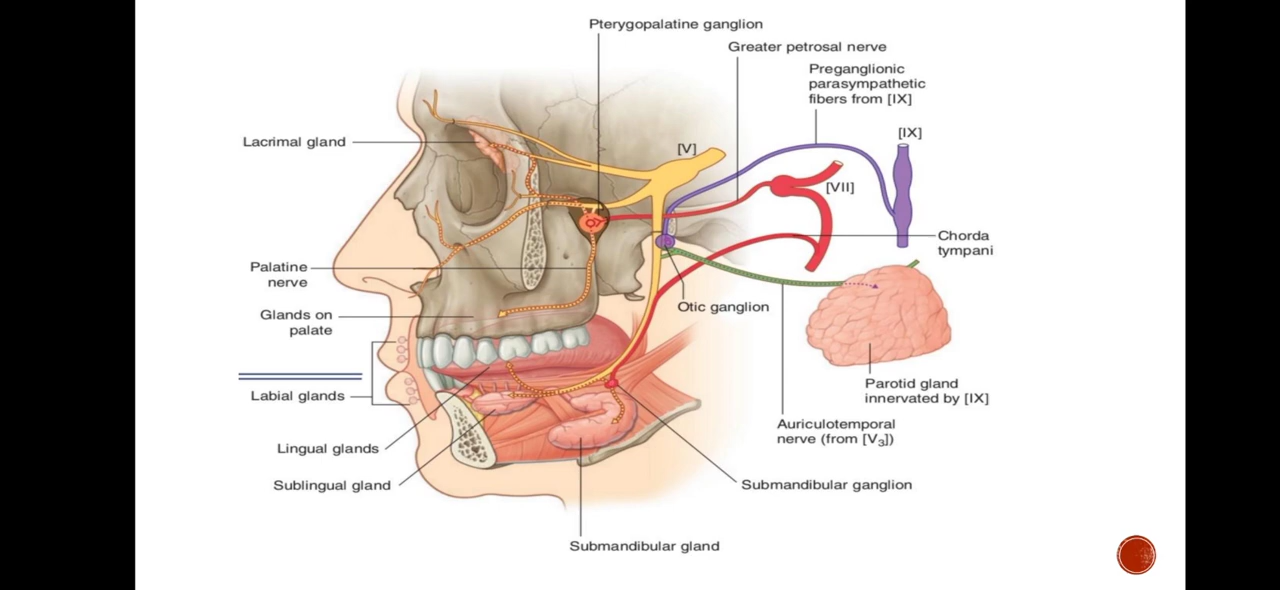 Pterygopalatine ganglion
Greater petrosal nerve
Preganglionic
parasympathetic
fibers from [IX]
[IX]
Lacrimal gland
[V]
[VII]
Chorda
tympani
Palatine
nerve
Otic ganglion
Glands on
palate
Labial glands
Parotid gland
innervated by [IX]
Auriculotemporal
nerve (from [V₃])
Lingual glands
Sublingual gland
Submandibular ganglion
Submandibular gland